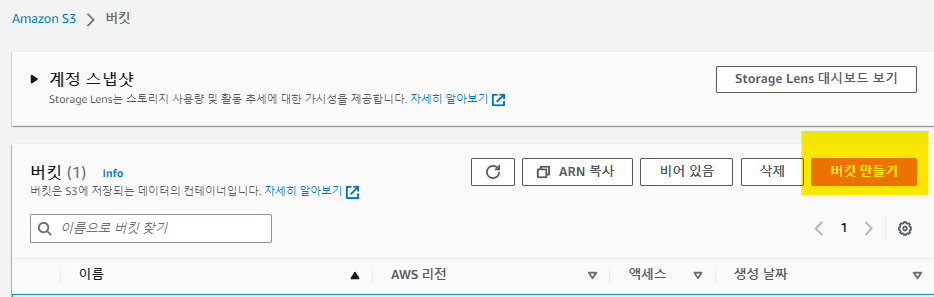 Amazon S3 > 버킷
계정 스냅샷
Storage Lens 대시보드 보기
Storage Lens는 스토리지 사용량 및 활동 추세에 대한 가시성을 제공합니다. 자세히 알아보기
버킷 (1) Info
ARN 복사 비어 있음 삭제 버킷 만들기
버킷은 S3에 저장되는 데이터의 컨테이너입니다. 자세히 알아보기
이름으로 버킷 찾기
1
이름 AWS 리전 액세스 생성 날짜